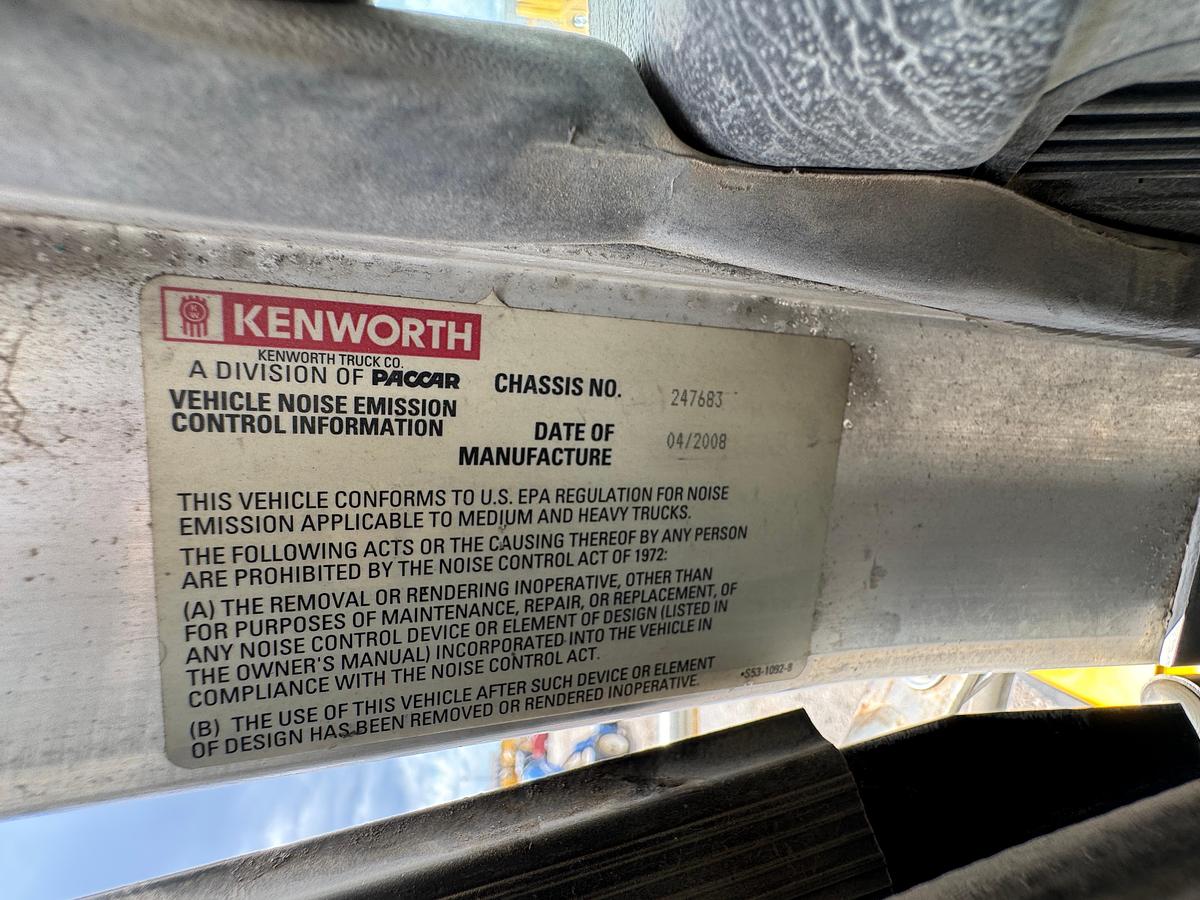 KENWORTH
KENWORTH TRUCK CO.
A DIVISION OF PACCAR
VEHICLE NOISE EMISSION
CONTROL INFORMATION
CHASSIS NO. 247683
DATE OF
MANUFACTURE 04/2008
THIS VEHICLE CONFORMS TO U.S. EPA REGULATION FOR NOISE
EMISSION APPLICABLE TO MEDIUM AND HEAVY TRUCKS.
THE FOLLOWING ACTS OR THE CAUSING THEREOF BY ANY PERSON
ARE PROHIBITED BY THE NOISE CONTROL ACT OF 1972:
(A) THE REMOVAL OR RENDERING INOPERATIVE, OTHER THAN
FOR PURPOSES OF MAINTENANCE, REPAIR, OR REPLACEMENT, OF
ANY NOISE CONTROL DEVICE OR ELEMENT OF DESIGN (LISTED IN
THE OWNER'S MANUAL) INCORPORATED INTO THE VEHICLE IN
COMPLIANCE WITH THE NOISE CONTROL ACT.
(B) THE USE OF THIS VEHICLE AFTER SUCH DEVICE OR ELEMENT
OF DESIGN HAS BEEN REMOVED OR RENDERED INOPERATIVE.
•S53-1092-8